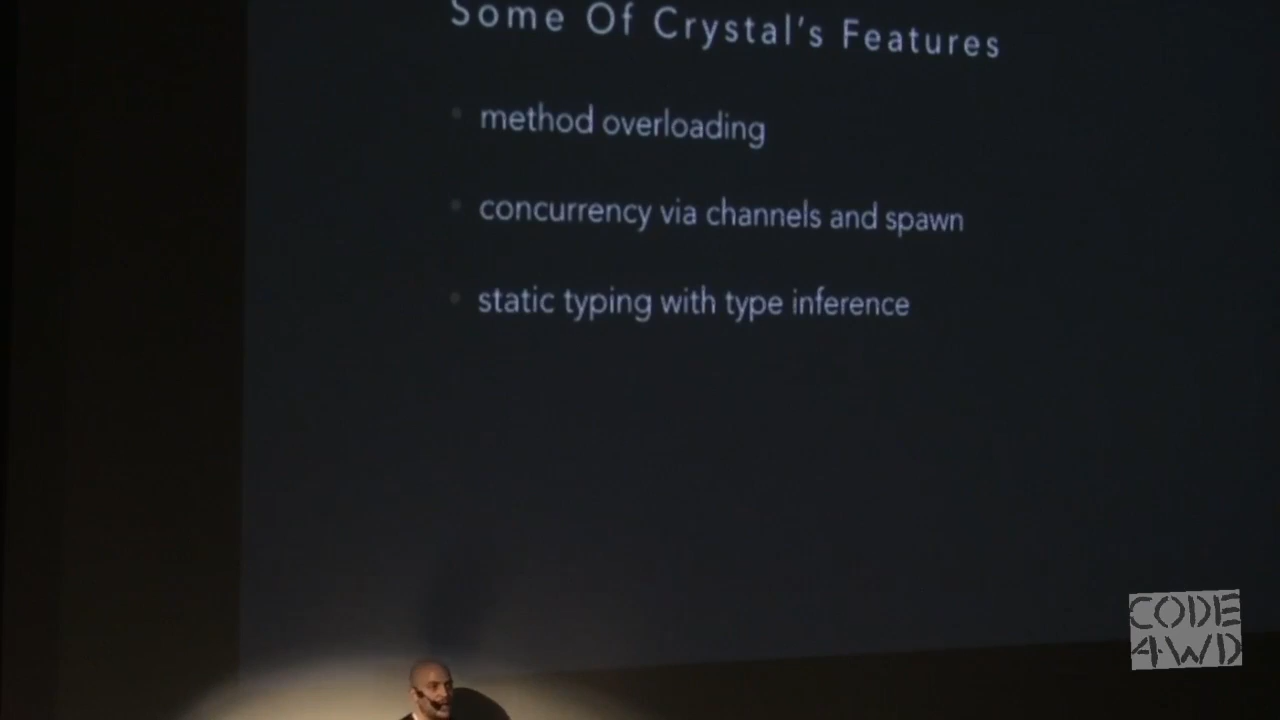 Some Of Crystal's Features
method overloading
concurrency via channels and spawn
static typing with type inference
CODE
4WD